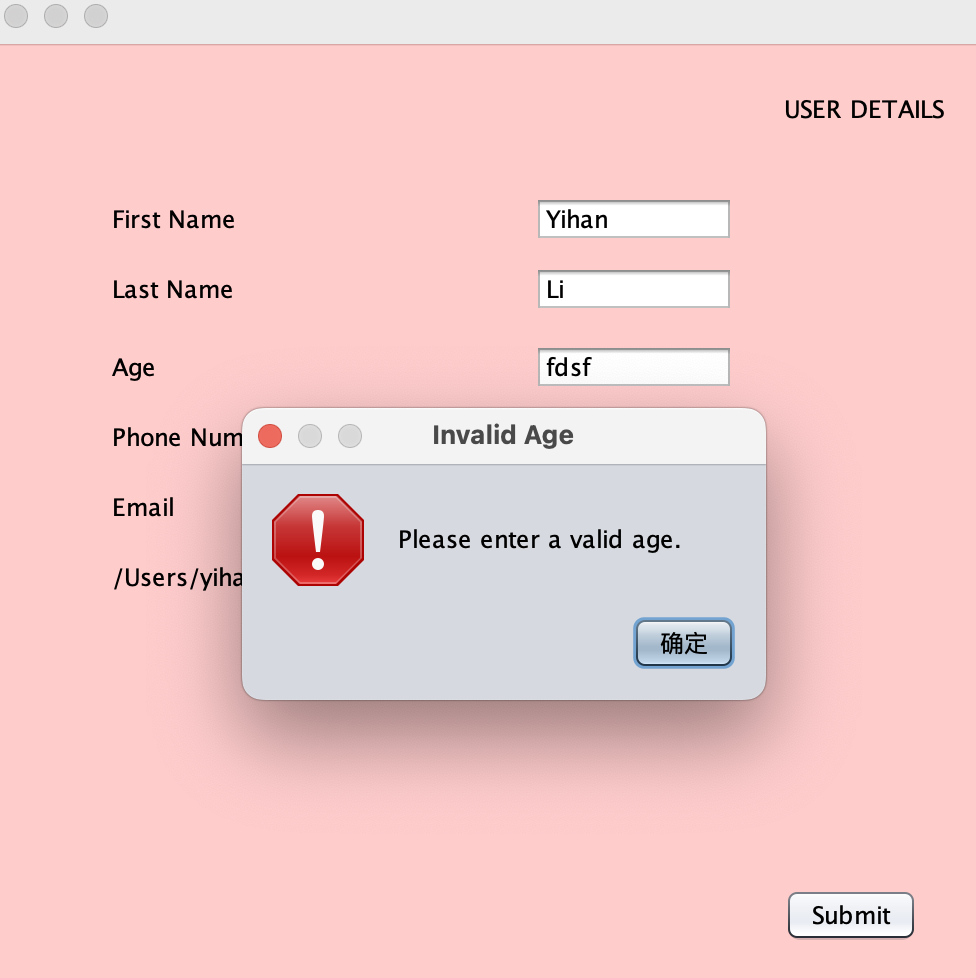 USER DETAILS
First Name
Yihan
Last Name
Li
Age
fdsf
Phone Num
Invalid Age
Email
Please enter a valid age.
/Users/yiha
确定
Submit